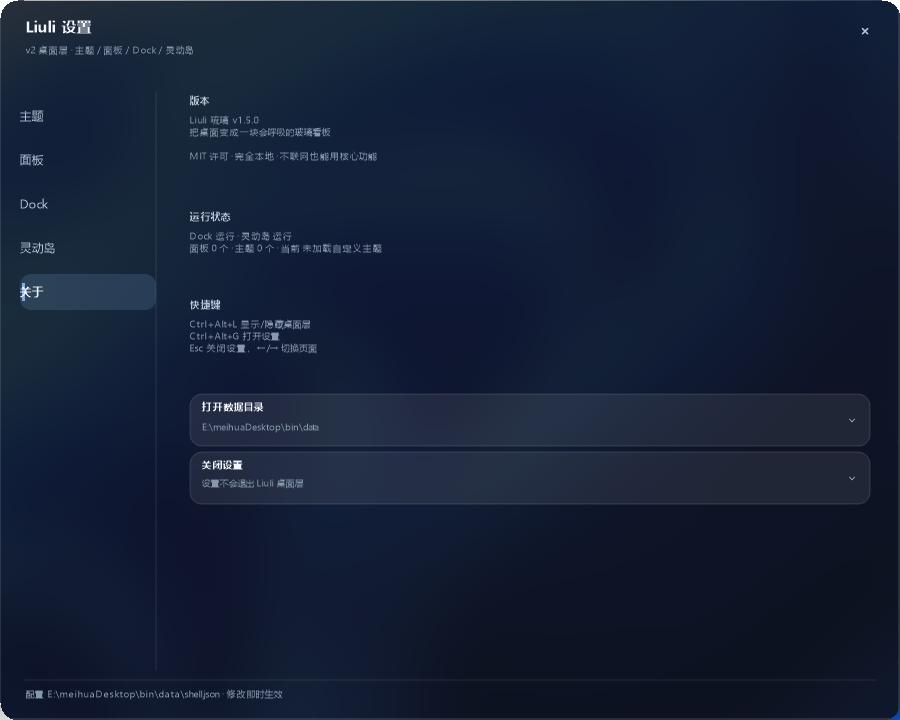 Liuli 设置
v2 桌面层 · 主题 / 面板 / Dock / 灵动岛
主题
面板
Dock
灵动岛
关于
版本
Liuli 琉璃 v1.5.0
把桌面变成一块会呼吸的玻璃看板
MIT 许可 · 完全本地 · 不联网也能用核心功能
运行状态
Dock 运行 · 灵动岛 运行
面板 0 个 · 主题 0 个 · 当前 未加载自定义主题
快捷键
Ctrl+Alt+L 显示/隐藏桌面层
Ctrl+Alt+G 打开设置
Esc 关闭设置，←/→ 切换页面
打开数据目录
E:\meihuaDesktop\bin\data
关闭设置
设置不会退出 Liuli 桌面层
配置 E:\meihuaDesktop\bin\data\shell.json · 修改即时生效